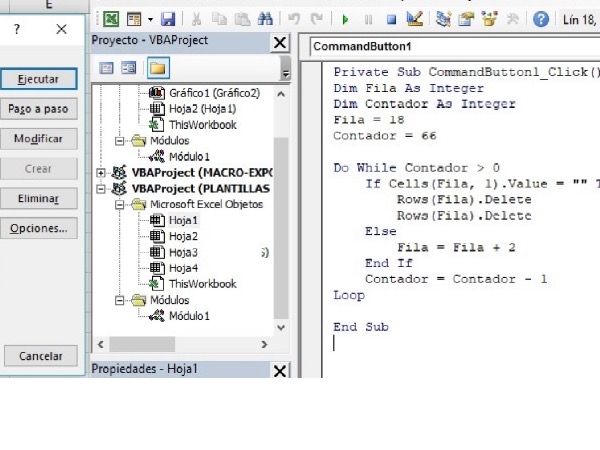 E
?
Ejecutar
Paso a paso
Modificar
Crear
Eliminar
Opciones...
Cancelar
Lín 18,
Proyecto - VBAProject
Gráfico1 (Gráfico2)
Hoja2 (Hoja1)
ThisWorkbook
Módulos
Módulo1
VBAProject (MACRO-EXPO
VBAProject (PLANTILLAS
Microsoft Excel Objetos
Hoja1
Hoja2
Hoja3 5)
Hoja4
ThisWorkbook
Módulos
Módulo1
Propiedades - Hoja1
CommandButton1
Private Sub CommandButton1_Click()
Dim Fila As Integer
Dim Contador As Integer
Fila = 18
Contador = 66
Do While Contador > 0
If Cells(Fila, 1).Value = "" T
Rows(Fila).Delete
Rows(Fila).Delete
Else
Fila = Fila + 2
End If
Contador = Contador - 1
Loop
End Sub